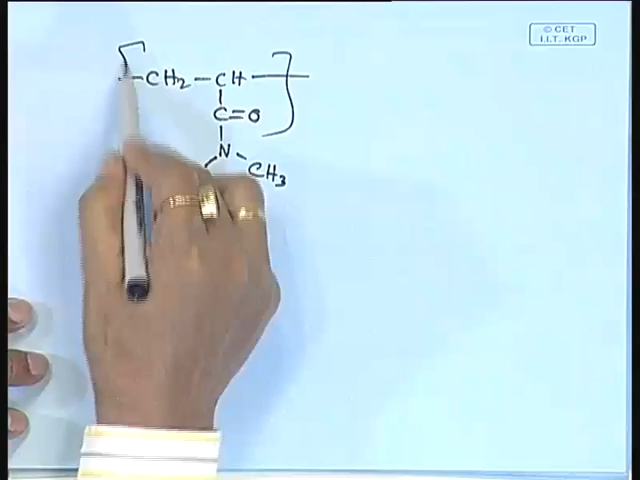 © CET
I.I.T. KGP
-CH₂-CH-
C=O
N
CH₃